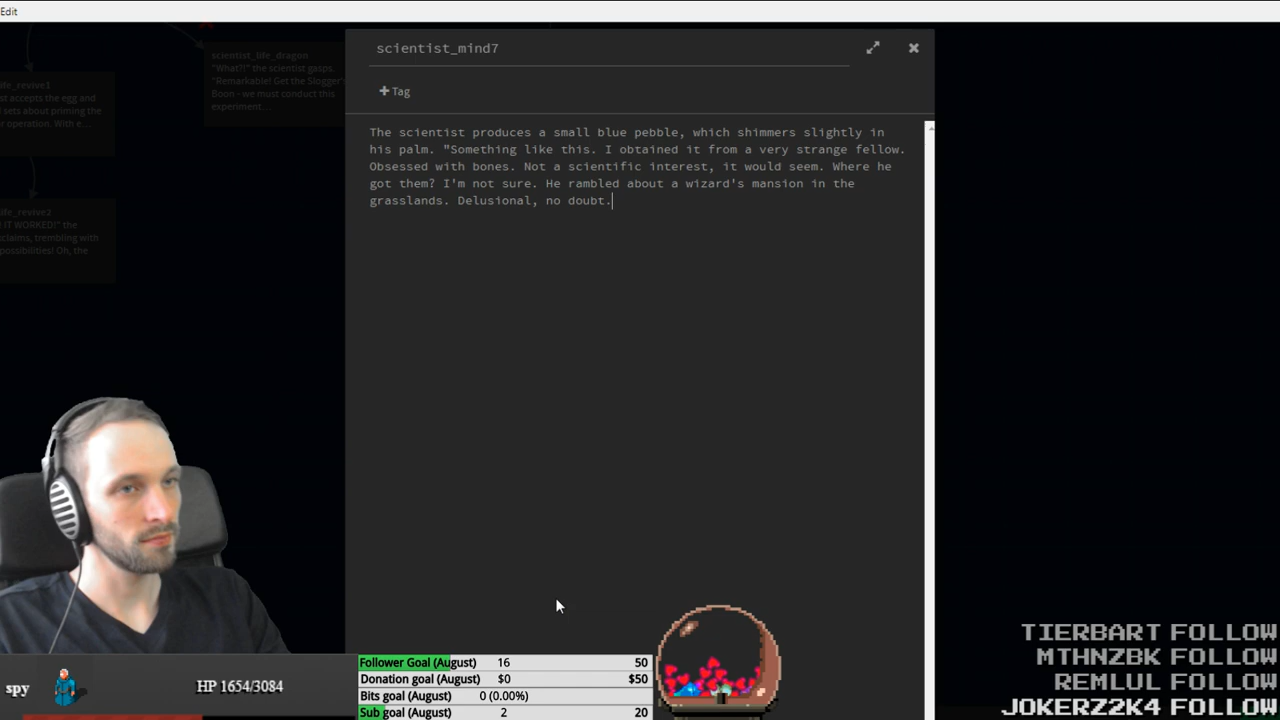 Edit
scientist_mind7
+ Tag
The scientist produces a small blue pebble, which shimmers slightly in
his palm. "Something like this. I obtained it from a very strange fellow.
Obsessed with bones. Not a scientific interest, it would seem. Where he
got them? I'm not sure. He rambled about a wizard's mansion in the
grasslands. Delusional, no doubt.
scientist_life_dragon
"What?!" the scientist gasps.
"Remarkable! Get the Slogger's
Boon - we must conduct this
experiment....
life_revive1
st accepts the egg and
sets about priming the
r operation. With e...
life_revive2
IT WORKED!" the
claims, trembling with
possibilities! Oh, the
spy
HP 1654/3084
Follower Goal (August) 16 50
Donation goal (August) $0 $50
Bits goal (August) 0 (0.00%)
Sub goal (August) 2 20
TIERBART FOLLOW
MTHNZBK FOLLOW
REMLUL FOLLOW
JOKERZ2K4 FOLLOW